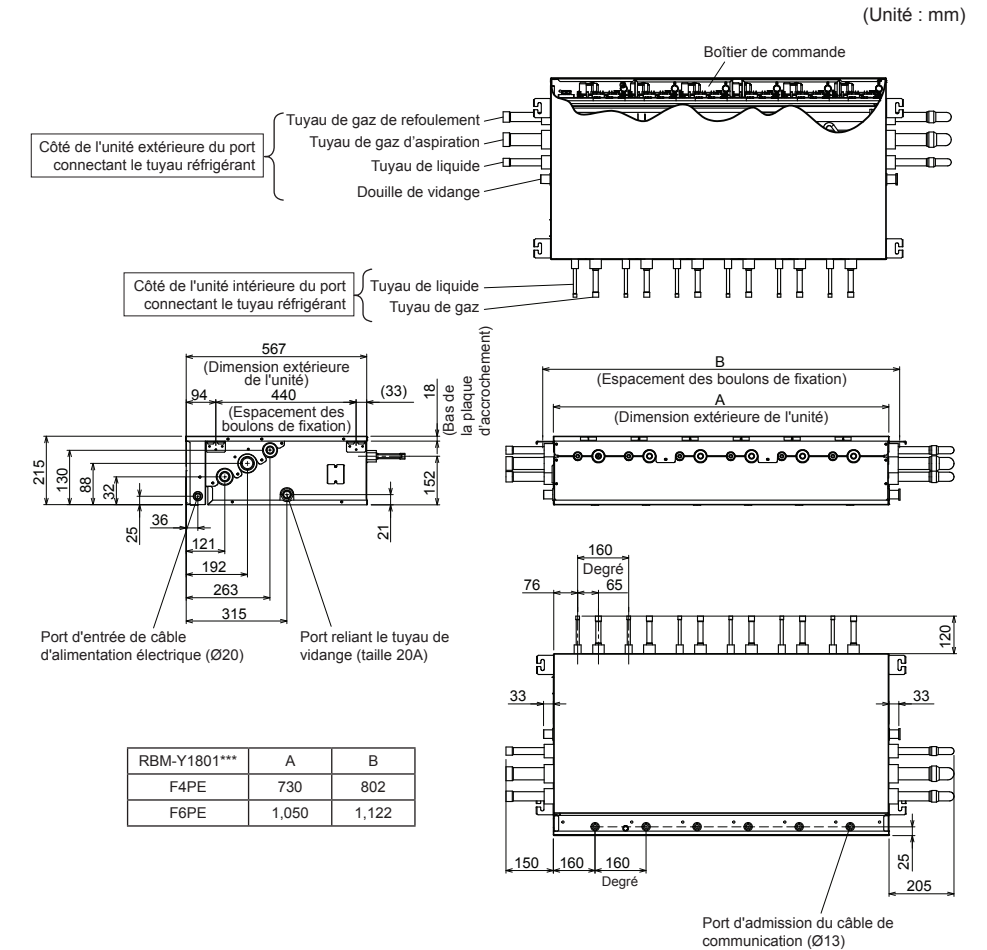 (Unité : mm)
Boîtier de commande
Côté de l'unité extérieure du port
connectant le tuyau réfrigérant
Tuyau de gaz de refoulement
Tuyau de gaz d'aspiration
Tuyau de liquide
Douille de vidange
Côté de l'unité intérieure du port
connectant le tuyau réfrigérant
Tuyau de liquide
Tuyau de gaz
567
(Dimension extérieure
de l'unité)
94
440
(33)
(Espacement des
boulons de fixation)
18
(Bas de
la plaque
d'accrochement)
215
130
88
32
25
36
121
192
263
315
152
21
Port d'entrée de câble
d'alimentation électrique (Ø20)
Port reliant le tuyau de
vidange (taille 20A)
B
(Espacement des boulons de fixation)
A
(Dimension extérieure de l'unité)
160
Degré
76
65
120
33
33
150
160
160
Degré
25
205
Port d'admission du câble de
communication (Ø13)
RBM-Y1801*** A B
F4PE 730 802
F6PE 1,050 1,122